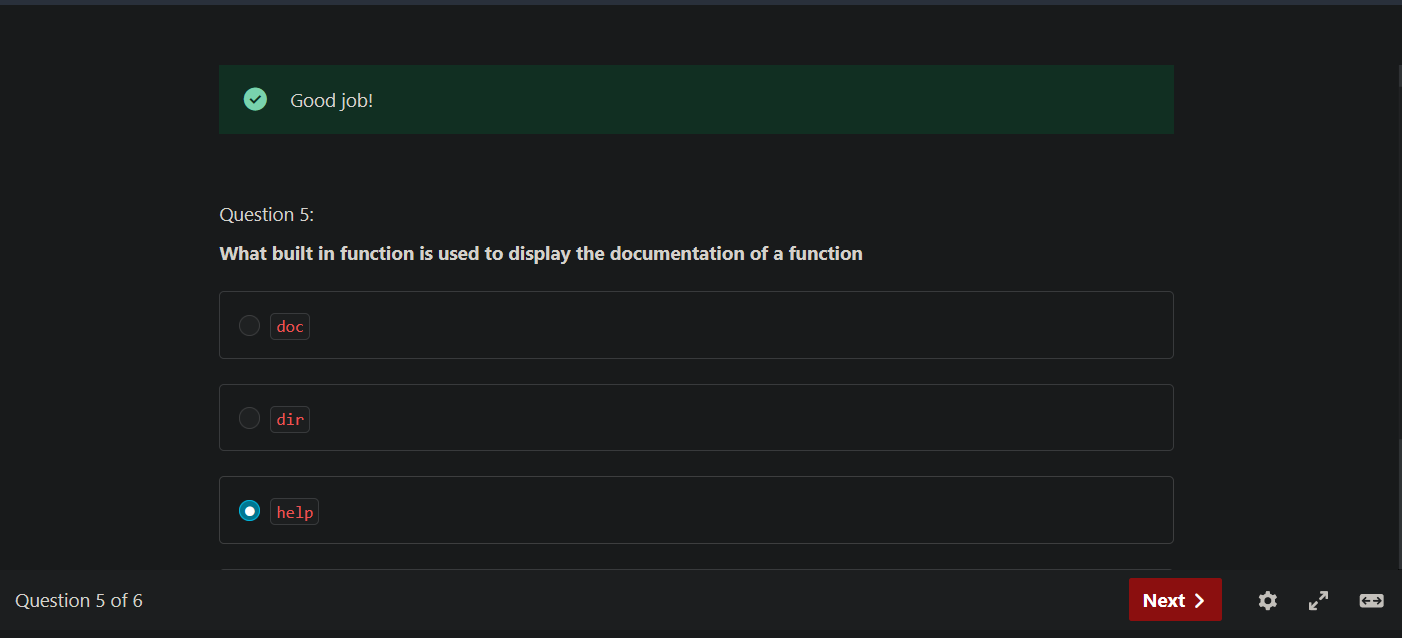 Good job!
Question 5:
What built in function is used to display the documentation of a function
doc
dir
help
Question 5 of 6
Next